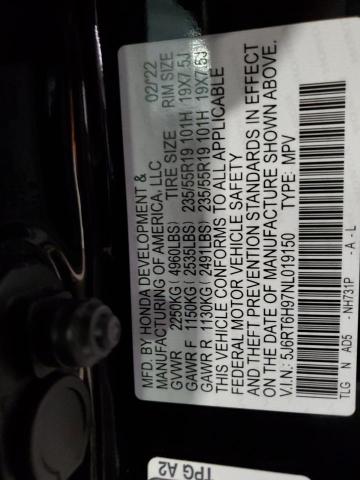 MFD. BY HONDA DEVELOPMENT & 02/22
MANUFACTURING OF AMERICA, LLC
TIRE SIZE RIM SIZE
GVWR 2250KG (4960LBS)
GAWR F 1150KG (2535LBS) 235/55R19 101H 19X7.5J
GAWR R 1130KG (2491LBS) 235/55R19 101H 19X7.5J
THIS VEHICLE CONFORMS TO ALL APPLICABLE
FEDERAL MOTOR VEHICLE SAFETY
AND THEFT PREVENTION STANDARDS IN EFFECT
ON THE DATE OF MANUFACTURE SHOWN ABOVE.
V.I.N.: 5J6RT6H97NL019150 TYPE: MPV
TLG N AD5 -NH731P -A-L
TPG A2